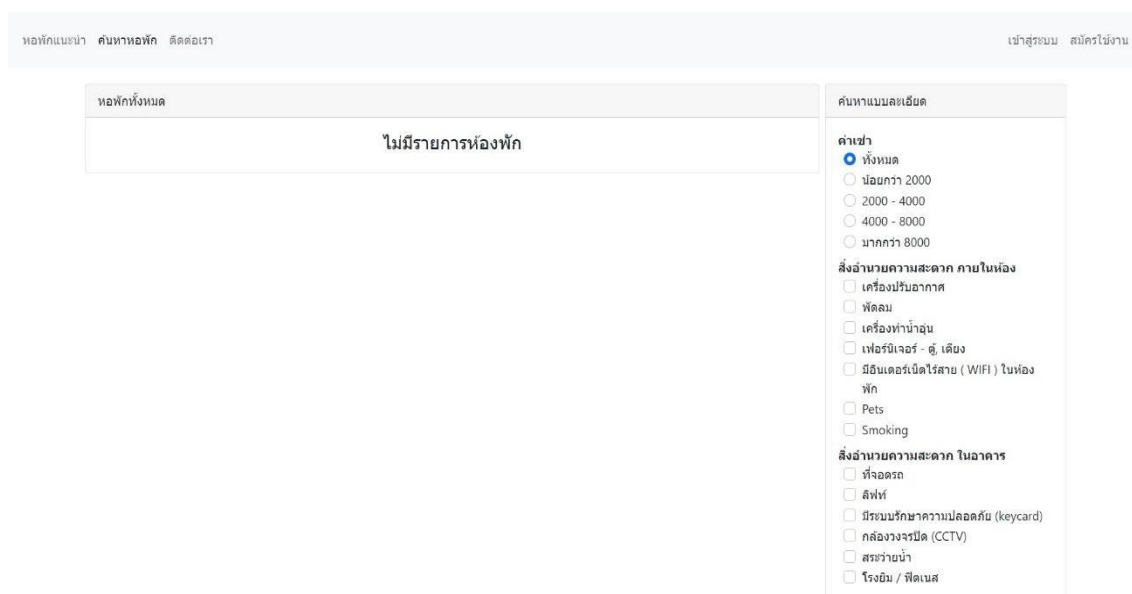 หอพักแนะนำ ค้นหาหอพัก ติดต่อเรา
เข้าสู่ระบบ สมัครใช้งาน
หอพักทั้งหมด
ไม่มีรายการห้องพัก
ค้นหาแบบละเอียด
ค่าเช่า
ทั้งหมด
น้อยกว่า 2000
2000 - 4000
4000 - 8000
มากกว่า 8000
สิ่งอำนวยความสะดวก ภายในห้อง
เครื่องปรับอากาศ
พัดลม
เครื่องทำน้ำอุ่น
เฟอร์นิเจอร์ - ตู้, เตียง
มีอินเตอร์เน็ตไร้สาย ( WIFI ) ในห้อง
พัก
Pets
Smoking
สิ่งอำนวยความสะดวก ในอาคาร
ที่จอดรถ
ลิฟท์
มีระบบรักษาความปลอดภัย (keycard)
กล้องวงจรปิด (CCTV)
สระว่ายน้ำ
โรงยิม / ฟิตเนส